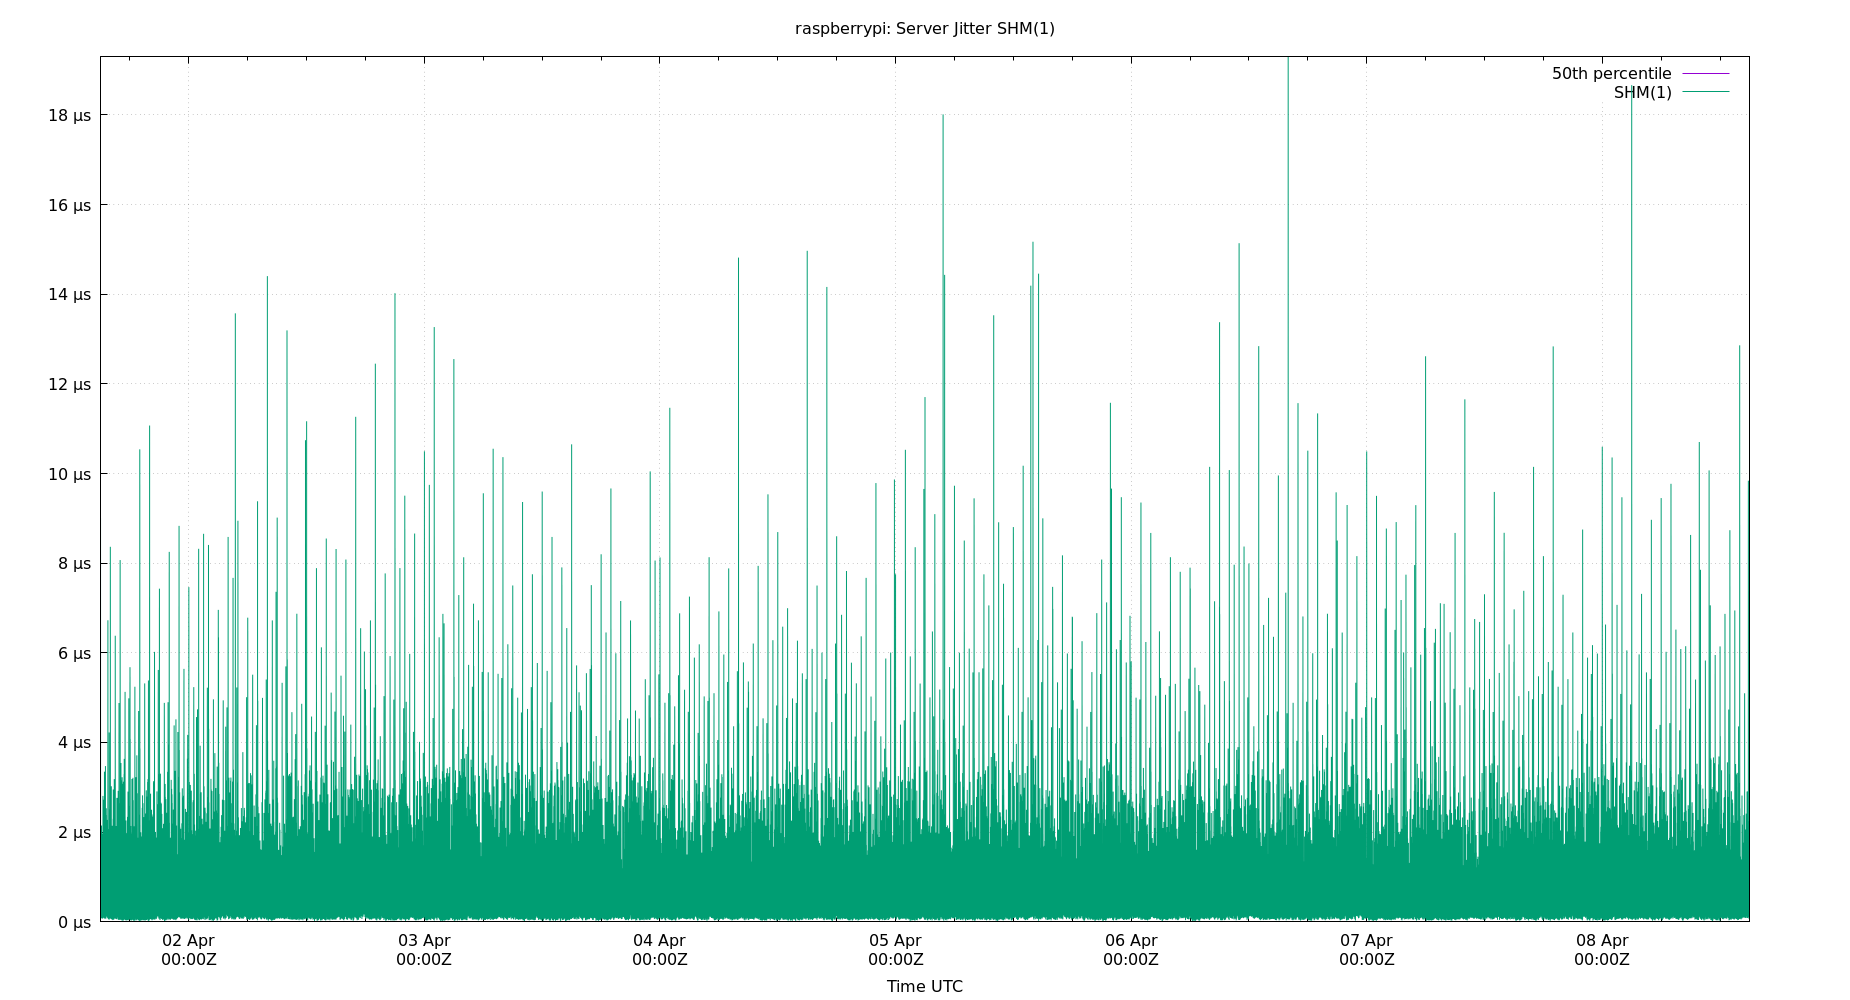 raspberrypi: Server Jitter SHM(1)
50th percentile
SHM(1)
18 µs
16 µs
14 µs
12 µs
10 µs
8 µs
6 µs
4 µs
2 µs
0 µs
02 Apr 03 Apr 04 Apr 05 Apr 06 Apr 07 Apr 08 Apr
00:00Z 00:00Z 00:00Z 00:00Z 00:00Z 00:00Z 00:00Z
Time UTC